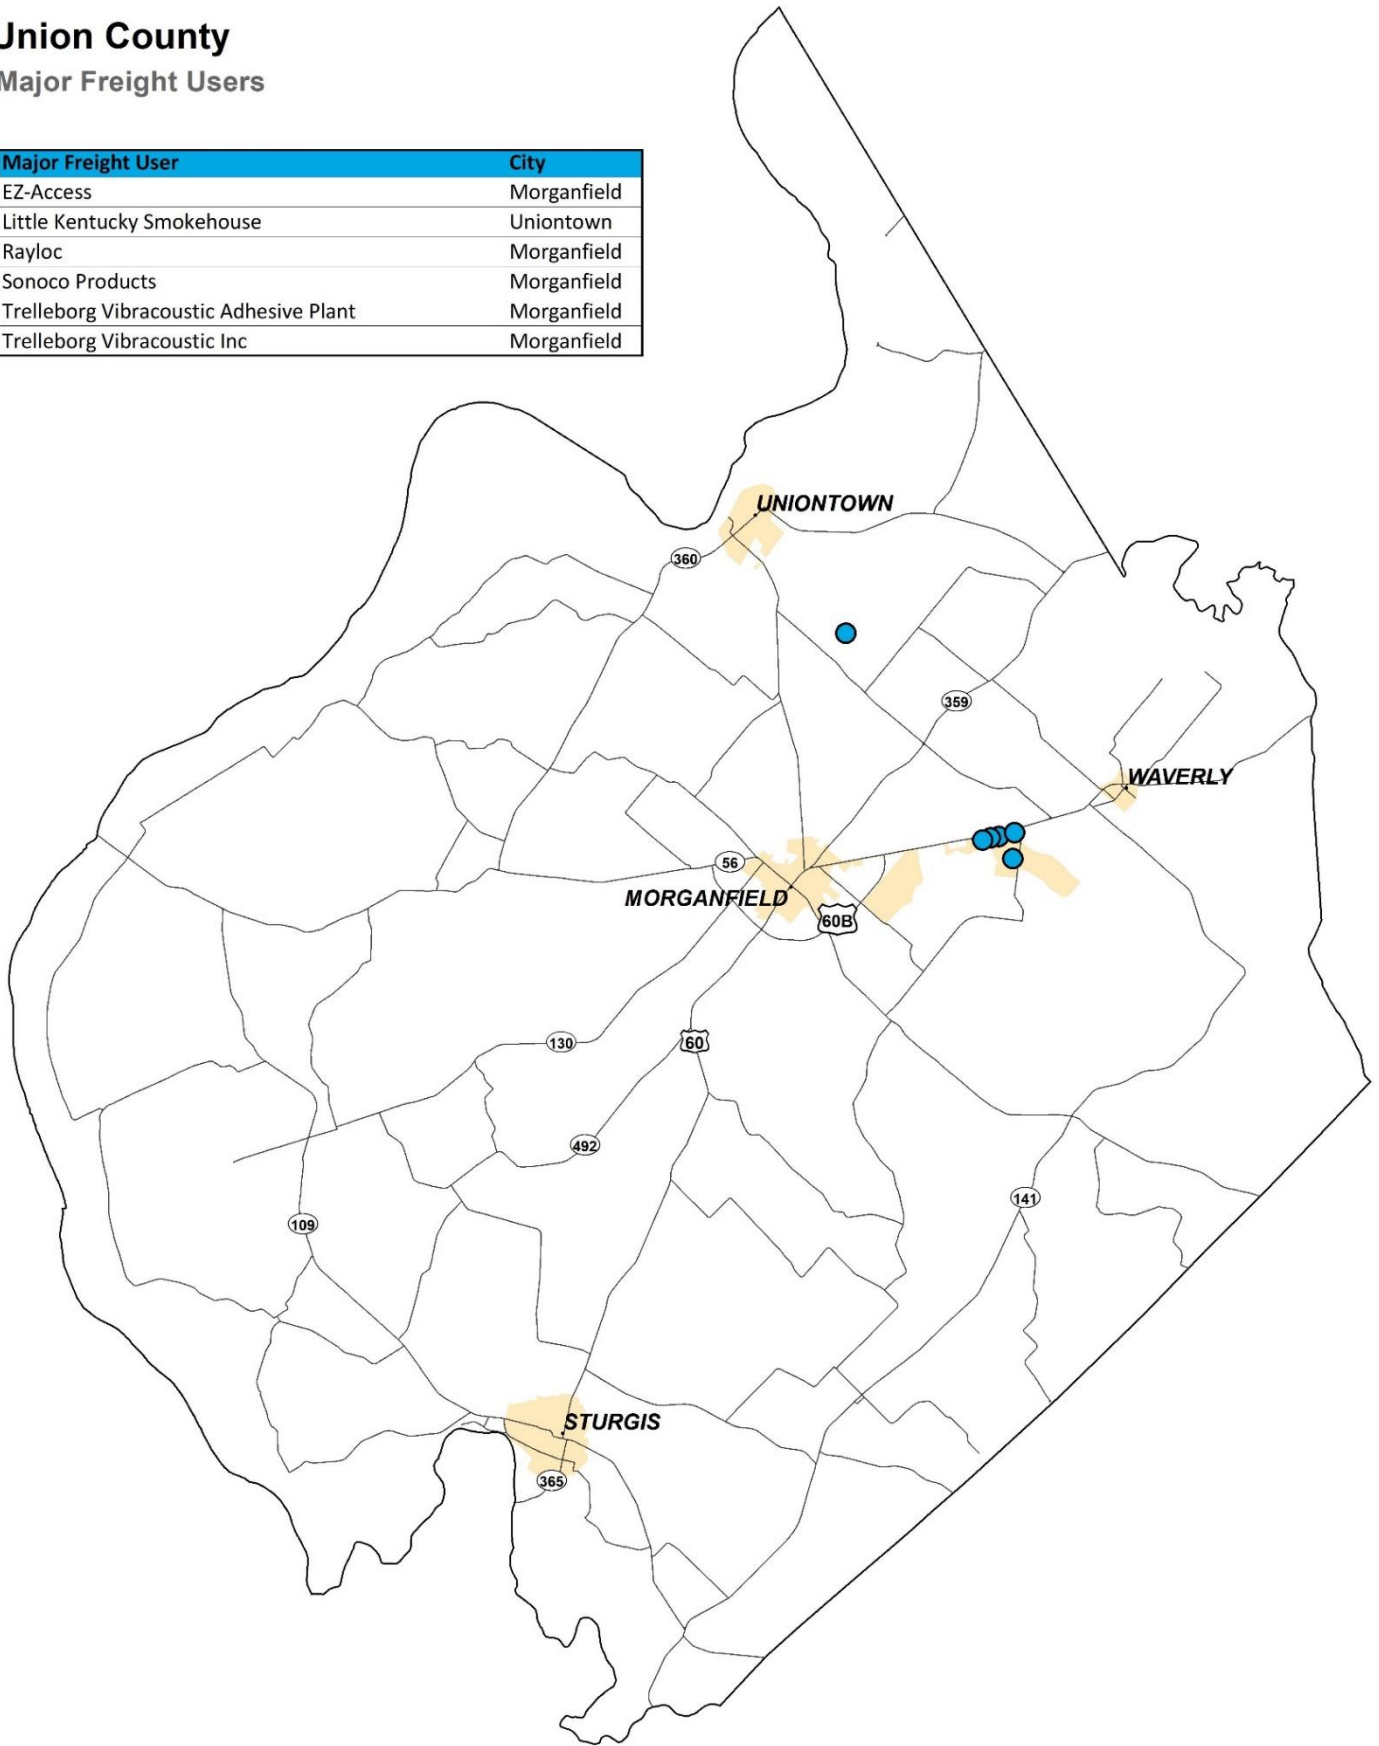 Union County
Major Freight Users
Major Freight User City
EZ-Access Morganfield
Little Kentucky Smokehouse Uniontown
Rayloc Morganfield
Sonoco Products Morganfield
Trelleborg Vibracoustic Adhesive Plant Morganfield
Trelleborg Vibracoustic Inc Morganfield
UNIONTOWN
360
359
WAVERLY
56
MORGANFIELD
60B
130
60
492
141
109
STURGIS
365